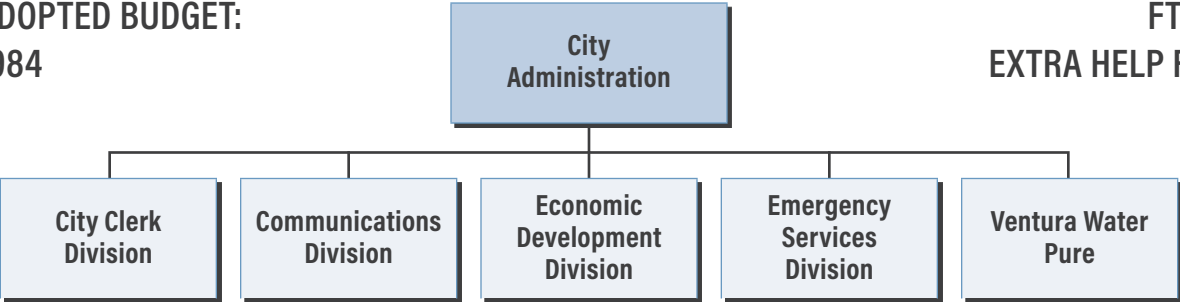 DOPTED BUDGET:
084
FT
EXTRA HELP F
City
Administration
City Clerk
Division
Communications
Division
Economic
Development
Division
Emergency
Services
Division
Ventura Water
Pure